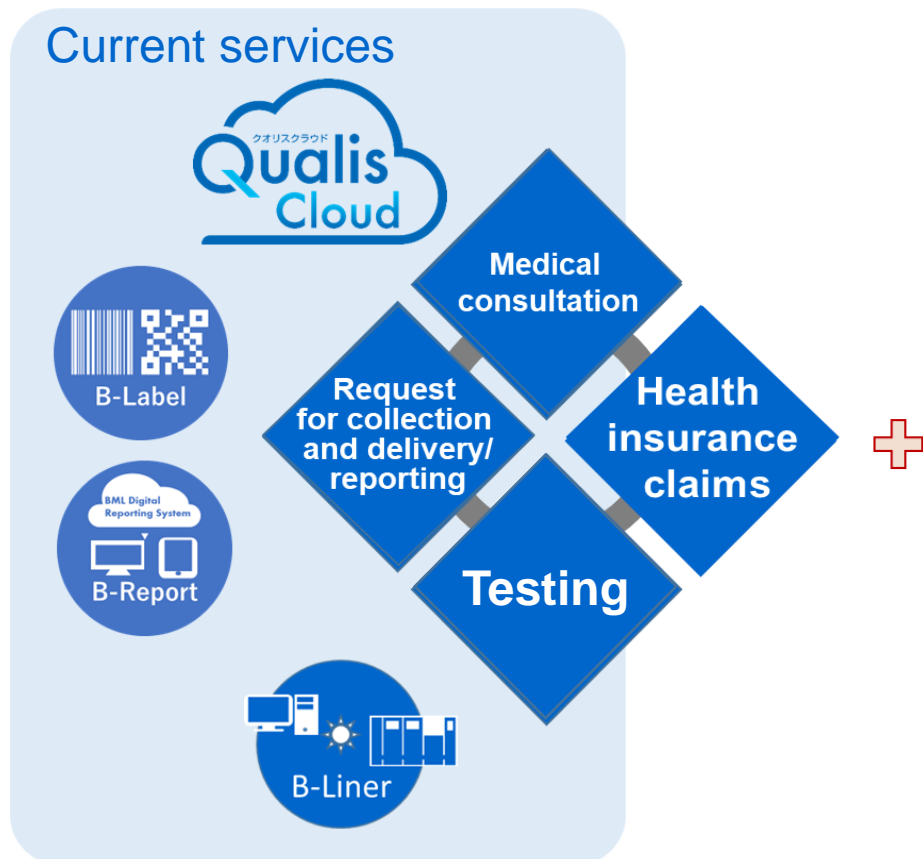 Current services
クオリスクラウド
Qualis
Cloud
Medical
consultation
B-Label
Request
for collection
and delivery/
reporting
Health
insurance
claims
BML Digital
Reporting System
B-Report
Testing
B-Liner